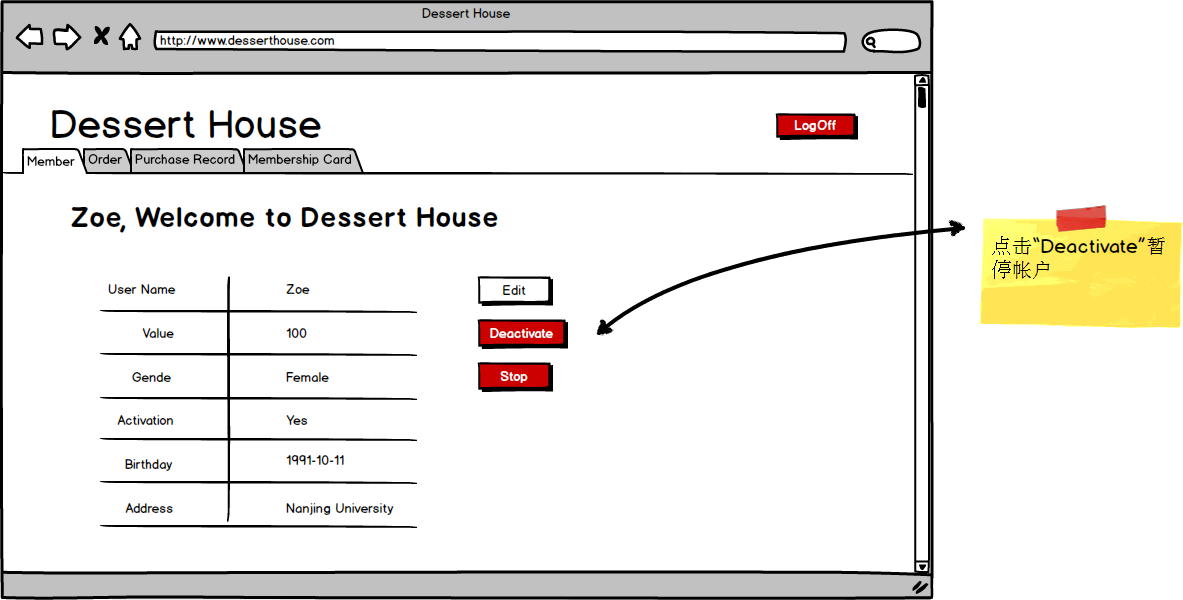 Dessert House
http://www.desserthouse.com
Dessert House
LogOff
Member Order Purchase Record Membership Card
Zoe, Welcome to Dessert House
User Name Zoe
Edit
Value 100
Deactivate
Gende Female
Stop
Activation Yes
Birthday 1991-10-11
Address Nanjing University
点击“Deactivate”暂
停帐户